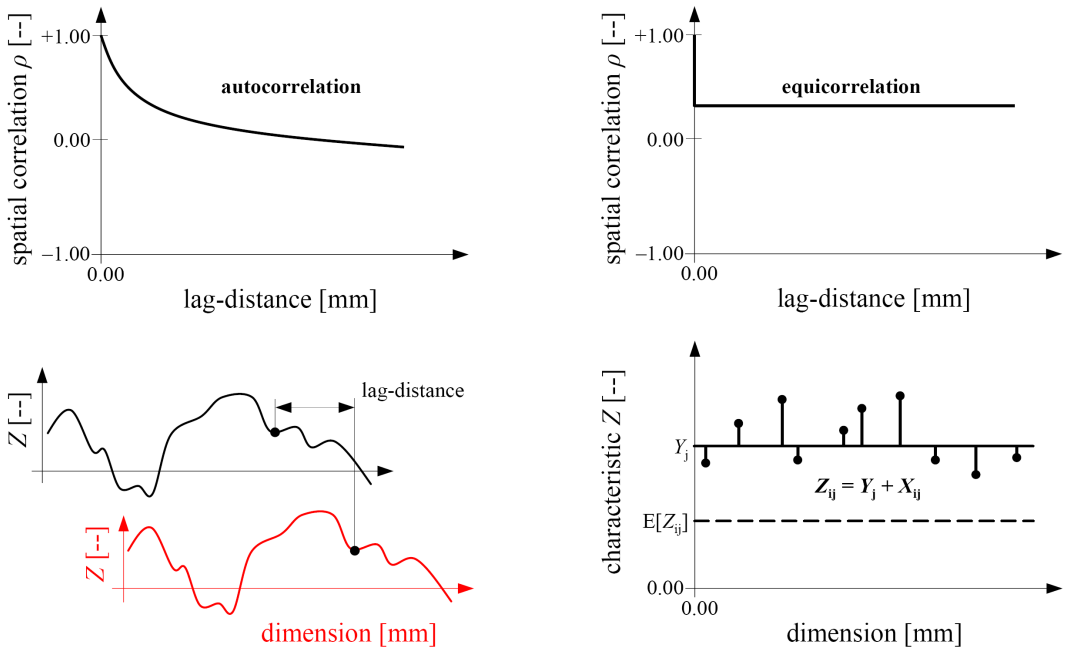 spatial correlation ρ [--]
+1.00
autocorrelation
0.00
–1.00
0.00
lag-distance [mm]
spatial correlation ρ [--]
+1.00
equicorrelation
0.00
–1.00
0.00
lag-distance [mm]
Z [--]
lag-distance
Z [--]
dimension [mm]
characteristic Z [--]
Yj
Zij = Yj + Xij
E[Zij]
0.00
0.00
dimension [mm]